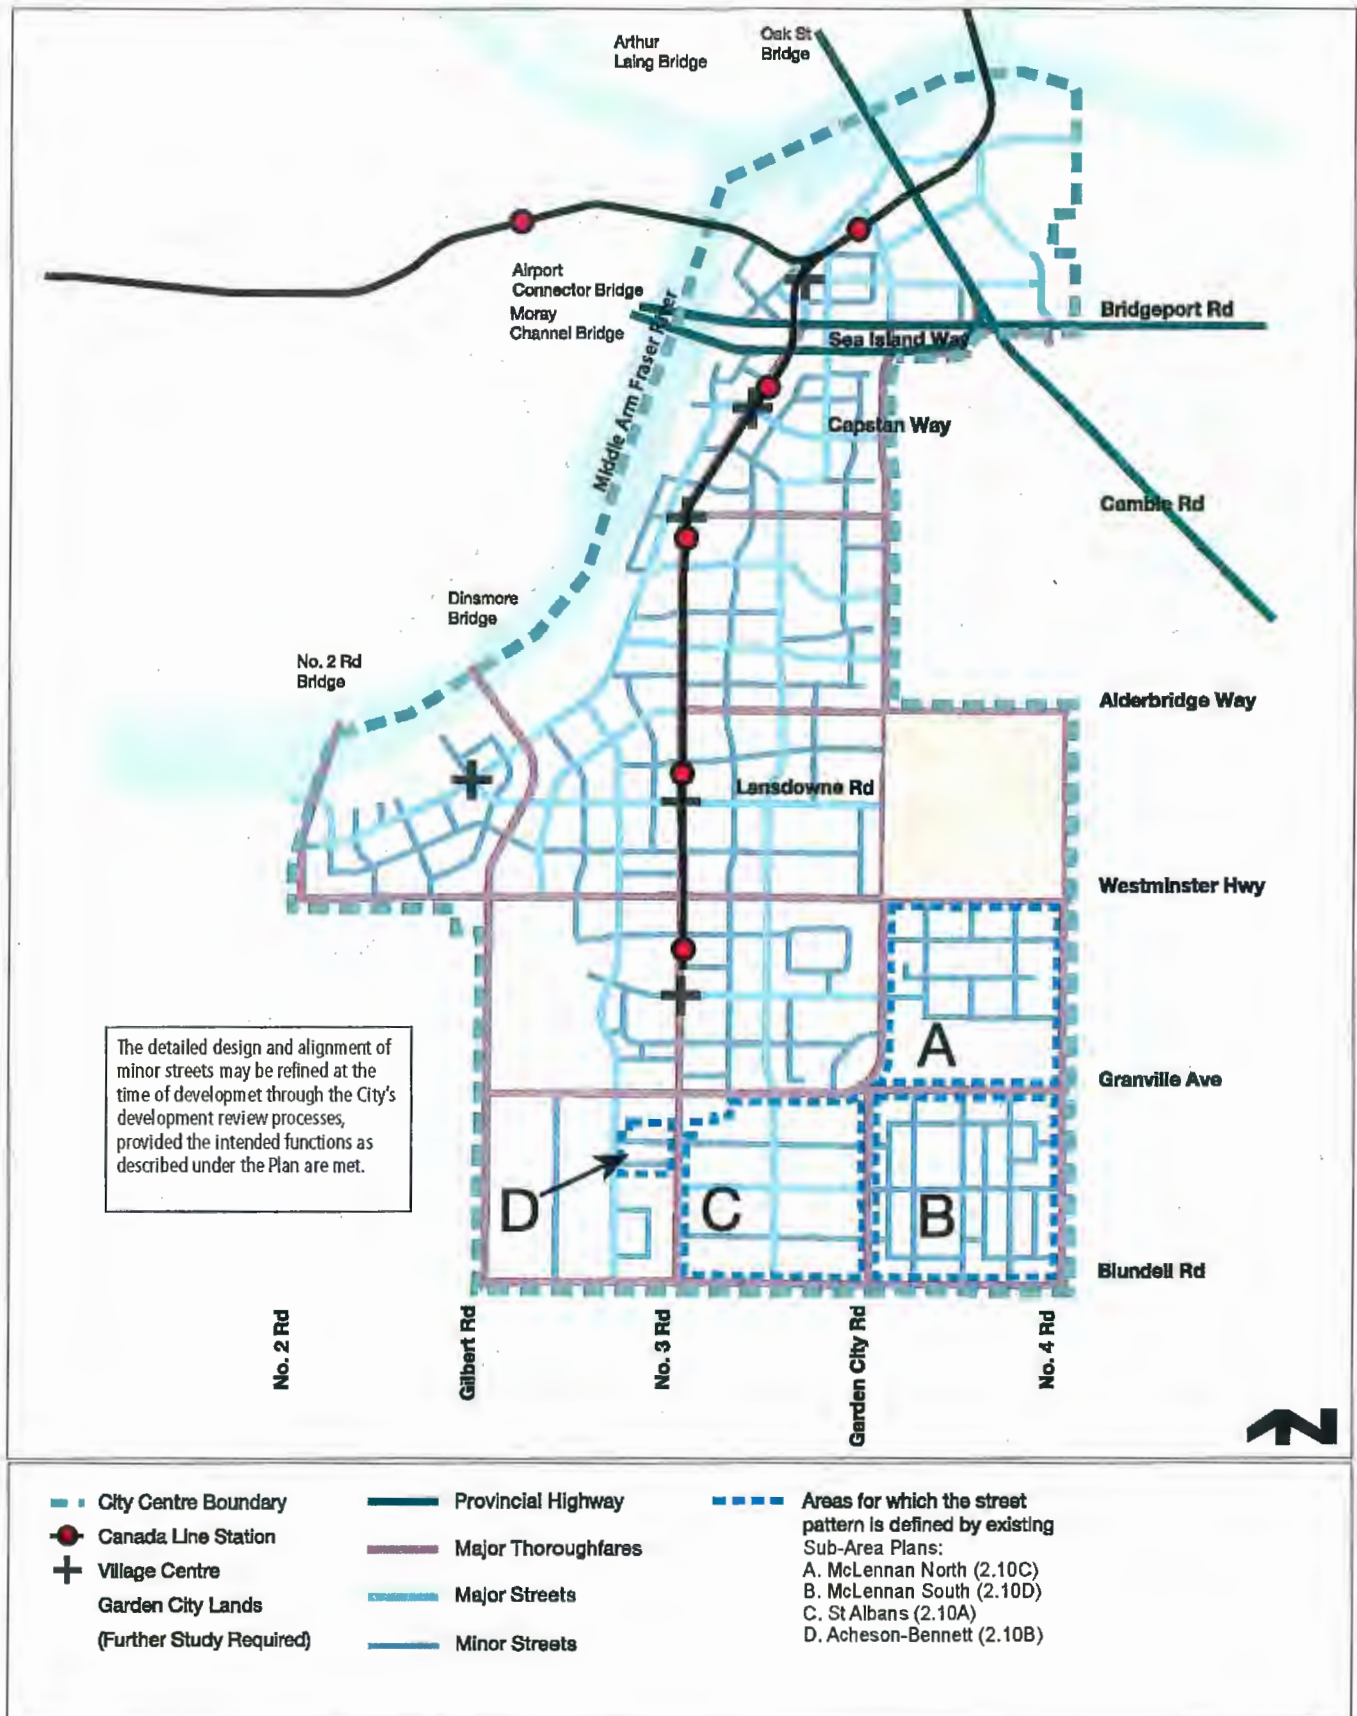 Arthur
Laing Bridge
Oak St
Bridge
Airport
Connector Bridge
Moray
Channel Bridge
Middle Arm Fraser River
Bridgeport Rd
Sea Island Way
Capstan Way
Cambie Rd
Dinsmore
Bridge
No. 2 Rd
Bridge
Alderbridge Way
Lansdowne Rd
Westminster Hwy
The detailed design and alignment of
minor streets may be refined at the
time of developmet through the City's
development review processes,
provided the intended functions as
described under the Plan are met.
A
Granville Ave
D
C
B
Blundell Rd
No. 2 Rd
Gilbert Rd
No. 3 Rd
Garden City Rd
No. 4 Rd
N
City Centre Boundary
Canada Line Station
Village Centre
Garden City Lands
(Further Study Required)
Provincial Highway
Major Thoroughfares
Major Streets
Minor Streets
Areas for which the street
pattern is defined by existing
Sub-Area Plans:
A. McLennan North (2.10C)
B. McLennan South (2.10D)
C. St Albans (2.10A)
D. Acheson-Bennett (2.10B)